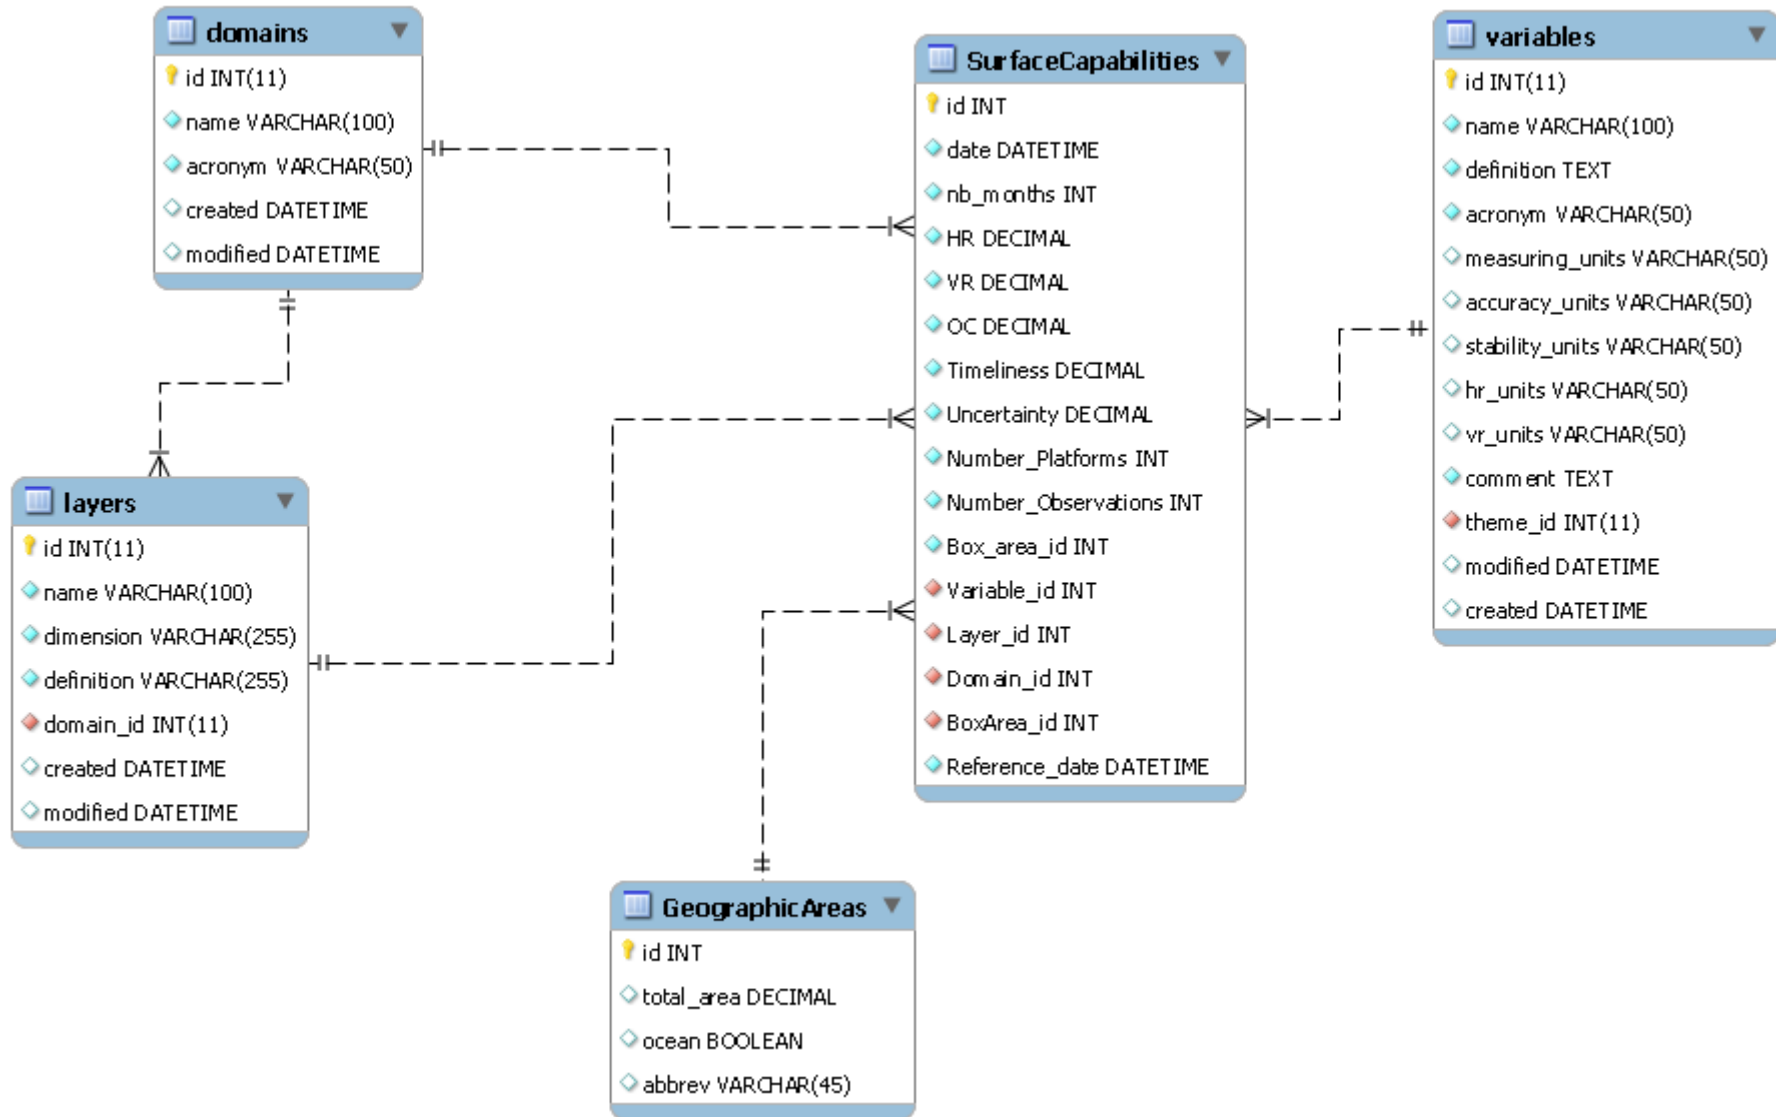 domains
id INT(11)
name VARCHAR(100)
acronym VARCHAR(50)
created DATETIME
modified DATETIME
layers
id INT(11)
name VARCHAR(100)
dimension VARCHAR(255)
definition VARCHAR(255)
domain_id INT(11)
created DATETIME
modified DATETIME
SurfaceCapabilities
id INT
date DATETIME
nb_months INT
HR DECIMAL
VR DECIMAL
OC DECIMAL
Timeliness DECIMAL
Uncertainty DECIMAL
Number_Platforms INT
Number_Observations INT
Box_area_id INT
Variable_id INT
Layer_id INT
Domain_id INT
BoxArea_id INT
Reference_date DATETIME
GeographicAreas
id INT
total_area DECIMAL
ocean BOOLEAN
abbrev VARCHAR(45)
variables
id INT(11)
name VARCHAR(100)
definition TEXT
acronym VARCHAR(50)
measuring_units VARCHAR(50)
accuracy_units VARCHAR(50)
stability_units VARCHAR(50)
hr_units VARCHAR(50)
vr_units VARCHAR(50)
comment TEXT
theme_id INT(11)
modified DATETIME
created DATETIME